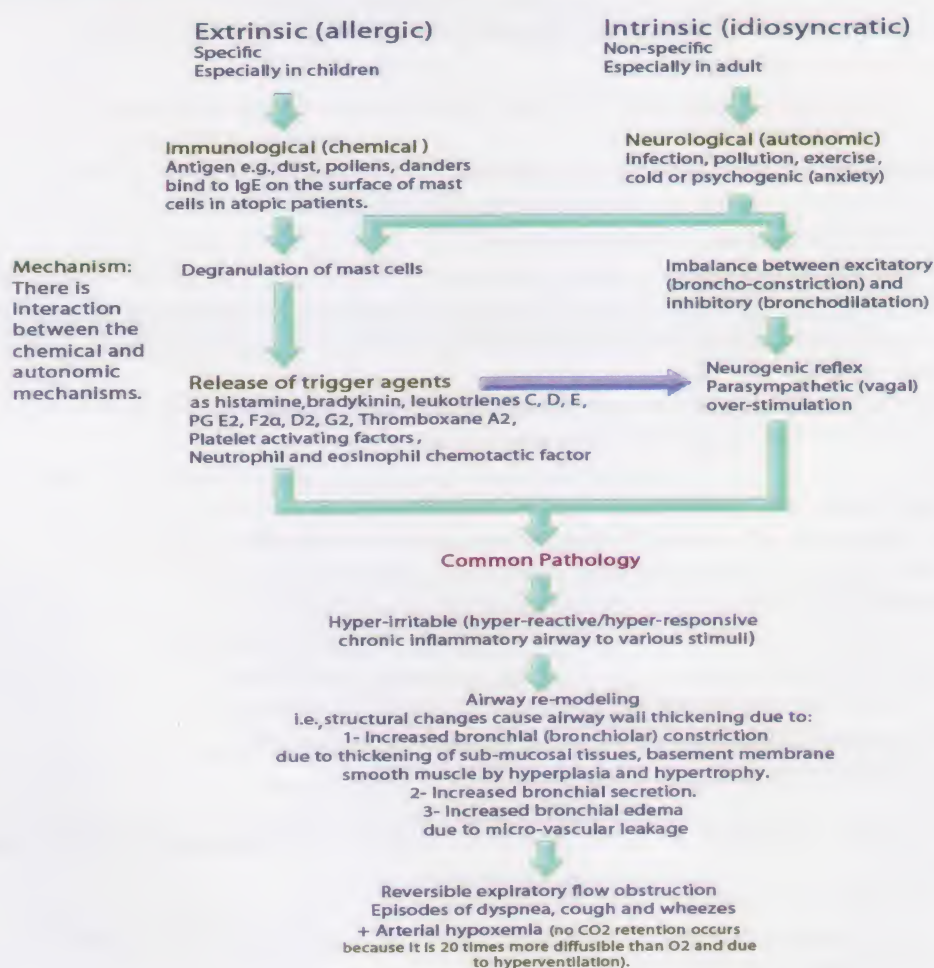 Extrinsic (allergic)
Specific
Especially in children
Intrinsic (idiosyncratic)
Non-specific
Especially in adult
Immunological (chemical )
Antigen e.g., dust, pollens, danders
bind to IgE on the surface of mast
cells in atopic patients.
Neurological (autonomic)
Infection, pollution, exercise,
cold or psychogenic (anxiety)
Mechanism:
There is
Interaction
between the
chemical and
autonomic
mechanisms.
Degranulation of mast cells
Imbalance between excitatory
(broncho-constriction) and
inhibitory (bronchodilatation)
Release of trigger agents
as histamine, bradykinin, leukotrienes C, D, E,
PG E2, F2α, D2, G2, Thromboxane A2,
Platelet activating factors ,
Neutrophil and eosinophil chemotactic factor
Neurogenic reflex
Parasympathetic (vagal)
over-stimulation
Common Pathology
Hyper-irritable (hyper-reactive/hyper-responsive
chronic inflammatory airway to various stimuli)
Airway re-modeling
i.e., structural changes cause airway wall thickening due to:
1- Increased bronchial (bronchiolar) constriction
due to thickening of sub-mucosal tissues, basement membrane
smooth muscle by hyperplasia and hypertrophy.
2- Increased bronchial secretion.
3- Increased bronchial edema
due to micro-vascular leakage
Reversible expiratory flow obstruction
Episodes of dyspnea, cough and wheezes
+ Arterial hypoxemia (no CO2 retention occurs
because it is 20 times more diffusible than O2 and due
to hyperventilation).